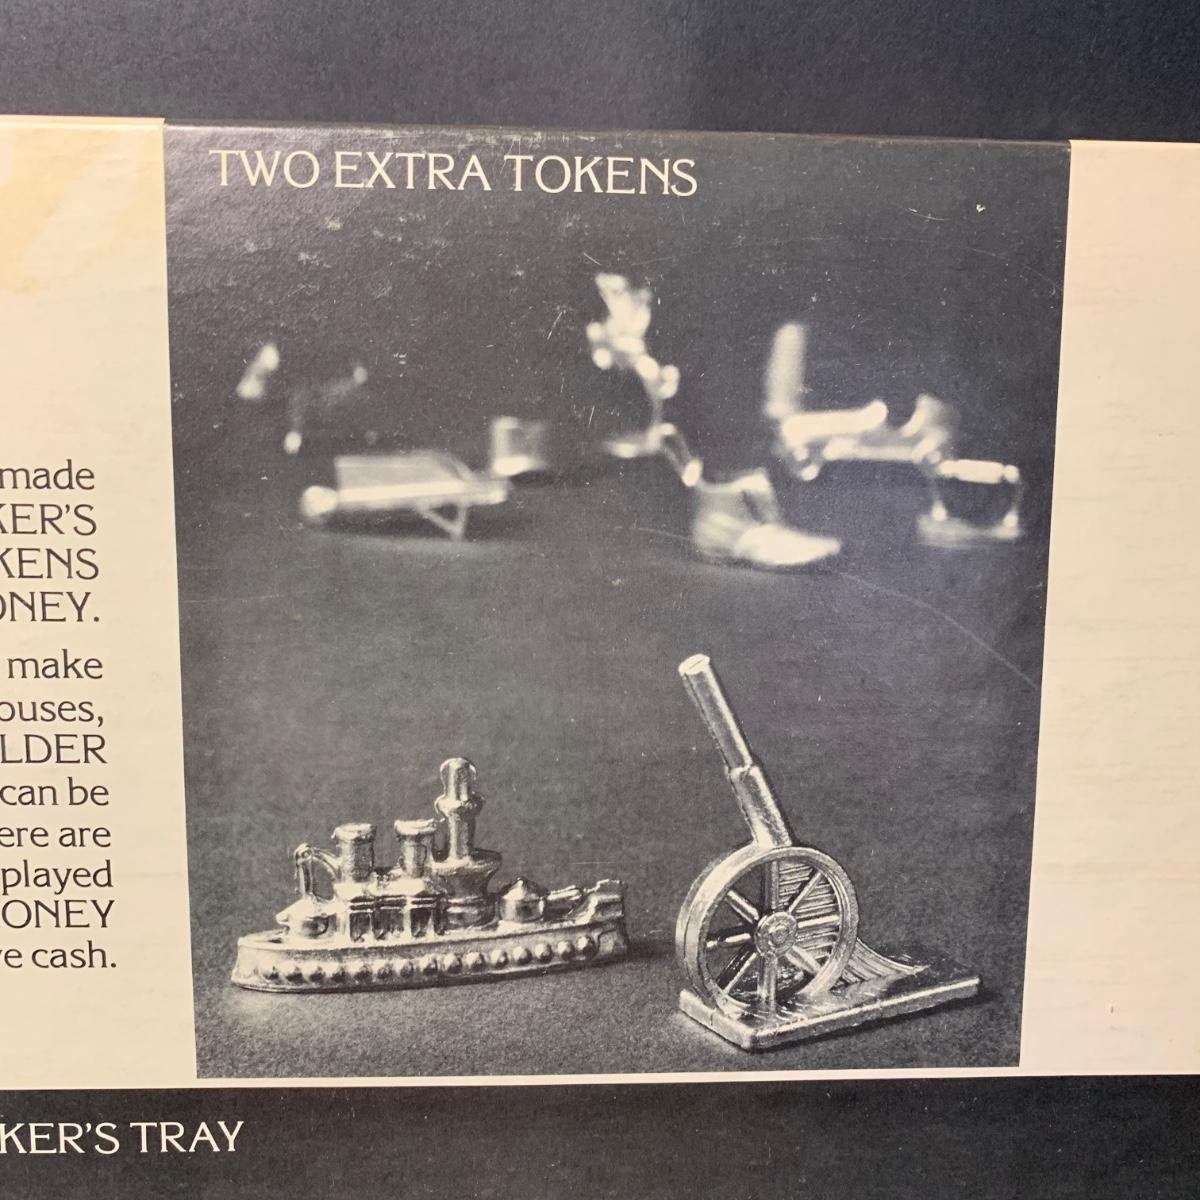 TWO EXTRA TOKENS
made
KER'S
KENS
ONEY.
make
ouses,
LDER
can be
ere are
played
ONEY
e cash.
KER'S TRAY